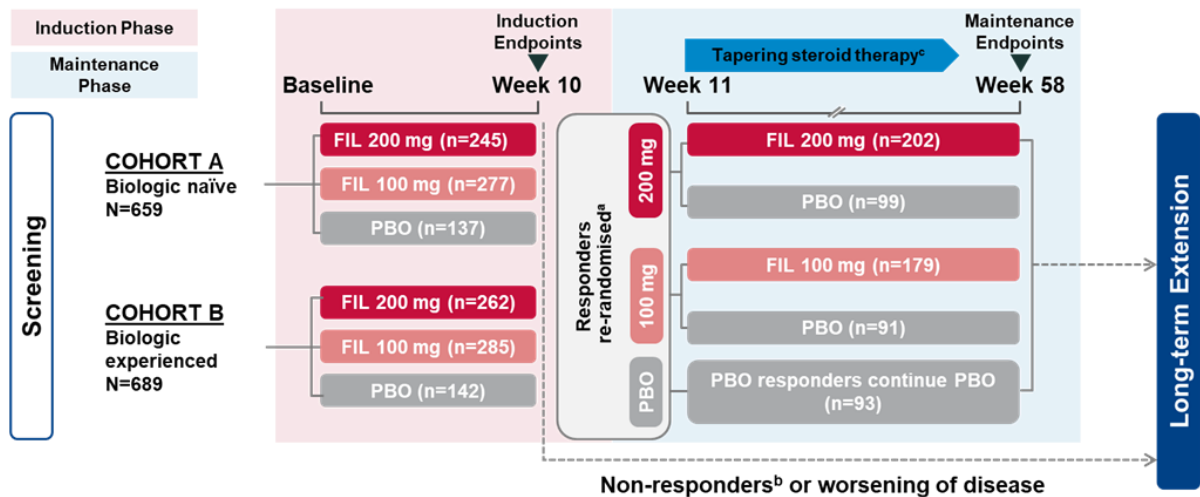 Induction Phase
Maintenance
Phase
Induction
Endpoints
Maintenance
Endpoints
Tapering steroid therapyᶜ
Baseline
Week 10
Week 11
Week 58
Screening
COHORT A
Biologic naïve
N=659
FIL 200 mg (n=245)
FIL 100 mg (n=277)
PBO (n=137)
COHORT B
Biologic
experienced
N=689
FIL 200 mg (n=262)
FIL 100 mg (n=285)
PBO (n=142)
Responders
re-randomisedᵃ
200 mg
FIL 200 mg (n=202)
PBO (n=99)
100 mg
FIL 100 mg (n=179)
PBO (n=91)
PBO
PBO responders continue PBO
(n=93)
Long-term Extension
Non-respondersᵇ or worsening of disease